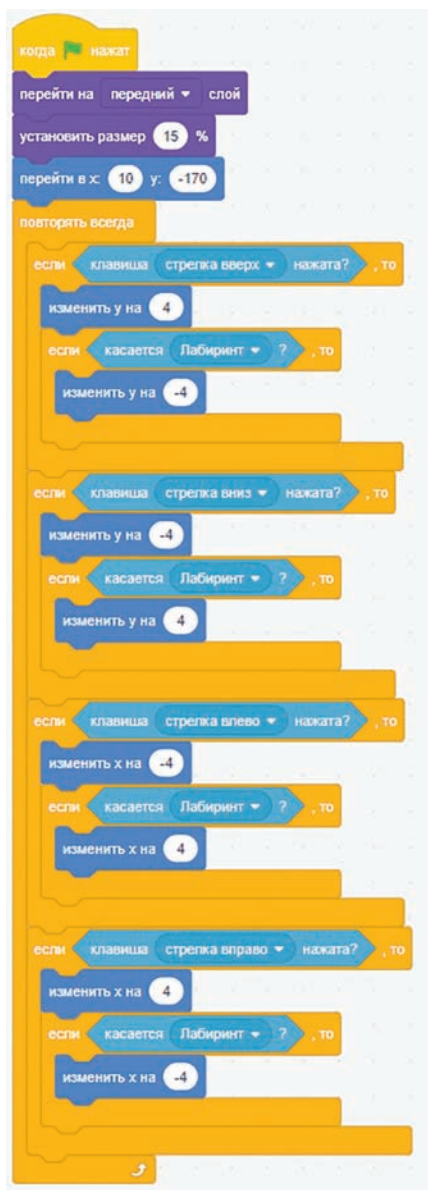 когда нажат
перейти на передний слой
установить размер 15 %
перейти в x: 10 y: -170
повторять всегда
если клавиша стрелка вверх нажата? , то
изменить y на 4
если касается Лабиринт ? , то
изменить y на -4
если клавиша стрелка вниз нажата? , то
изменить y на -4
если касается Лабиринт ? , то
изменить y на 4
если клавиша стрелка влево нажата? , то
изменить x на -4
если касается Лабиринт ? , то
изменить x на 4
если клавиша стрелка вправо нажата? , то
изменить x на 4
если касается Лабиринт ? , то
изменить x на -4